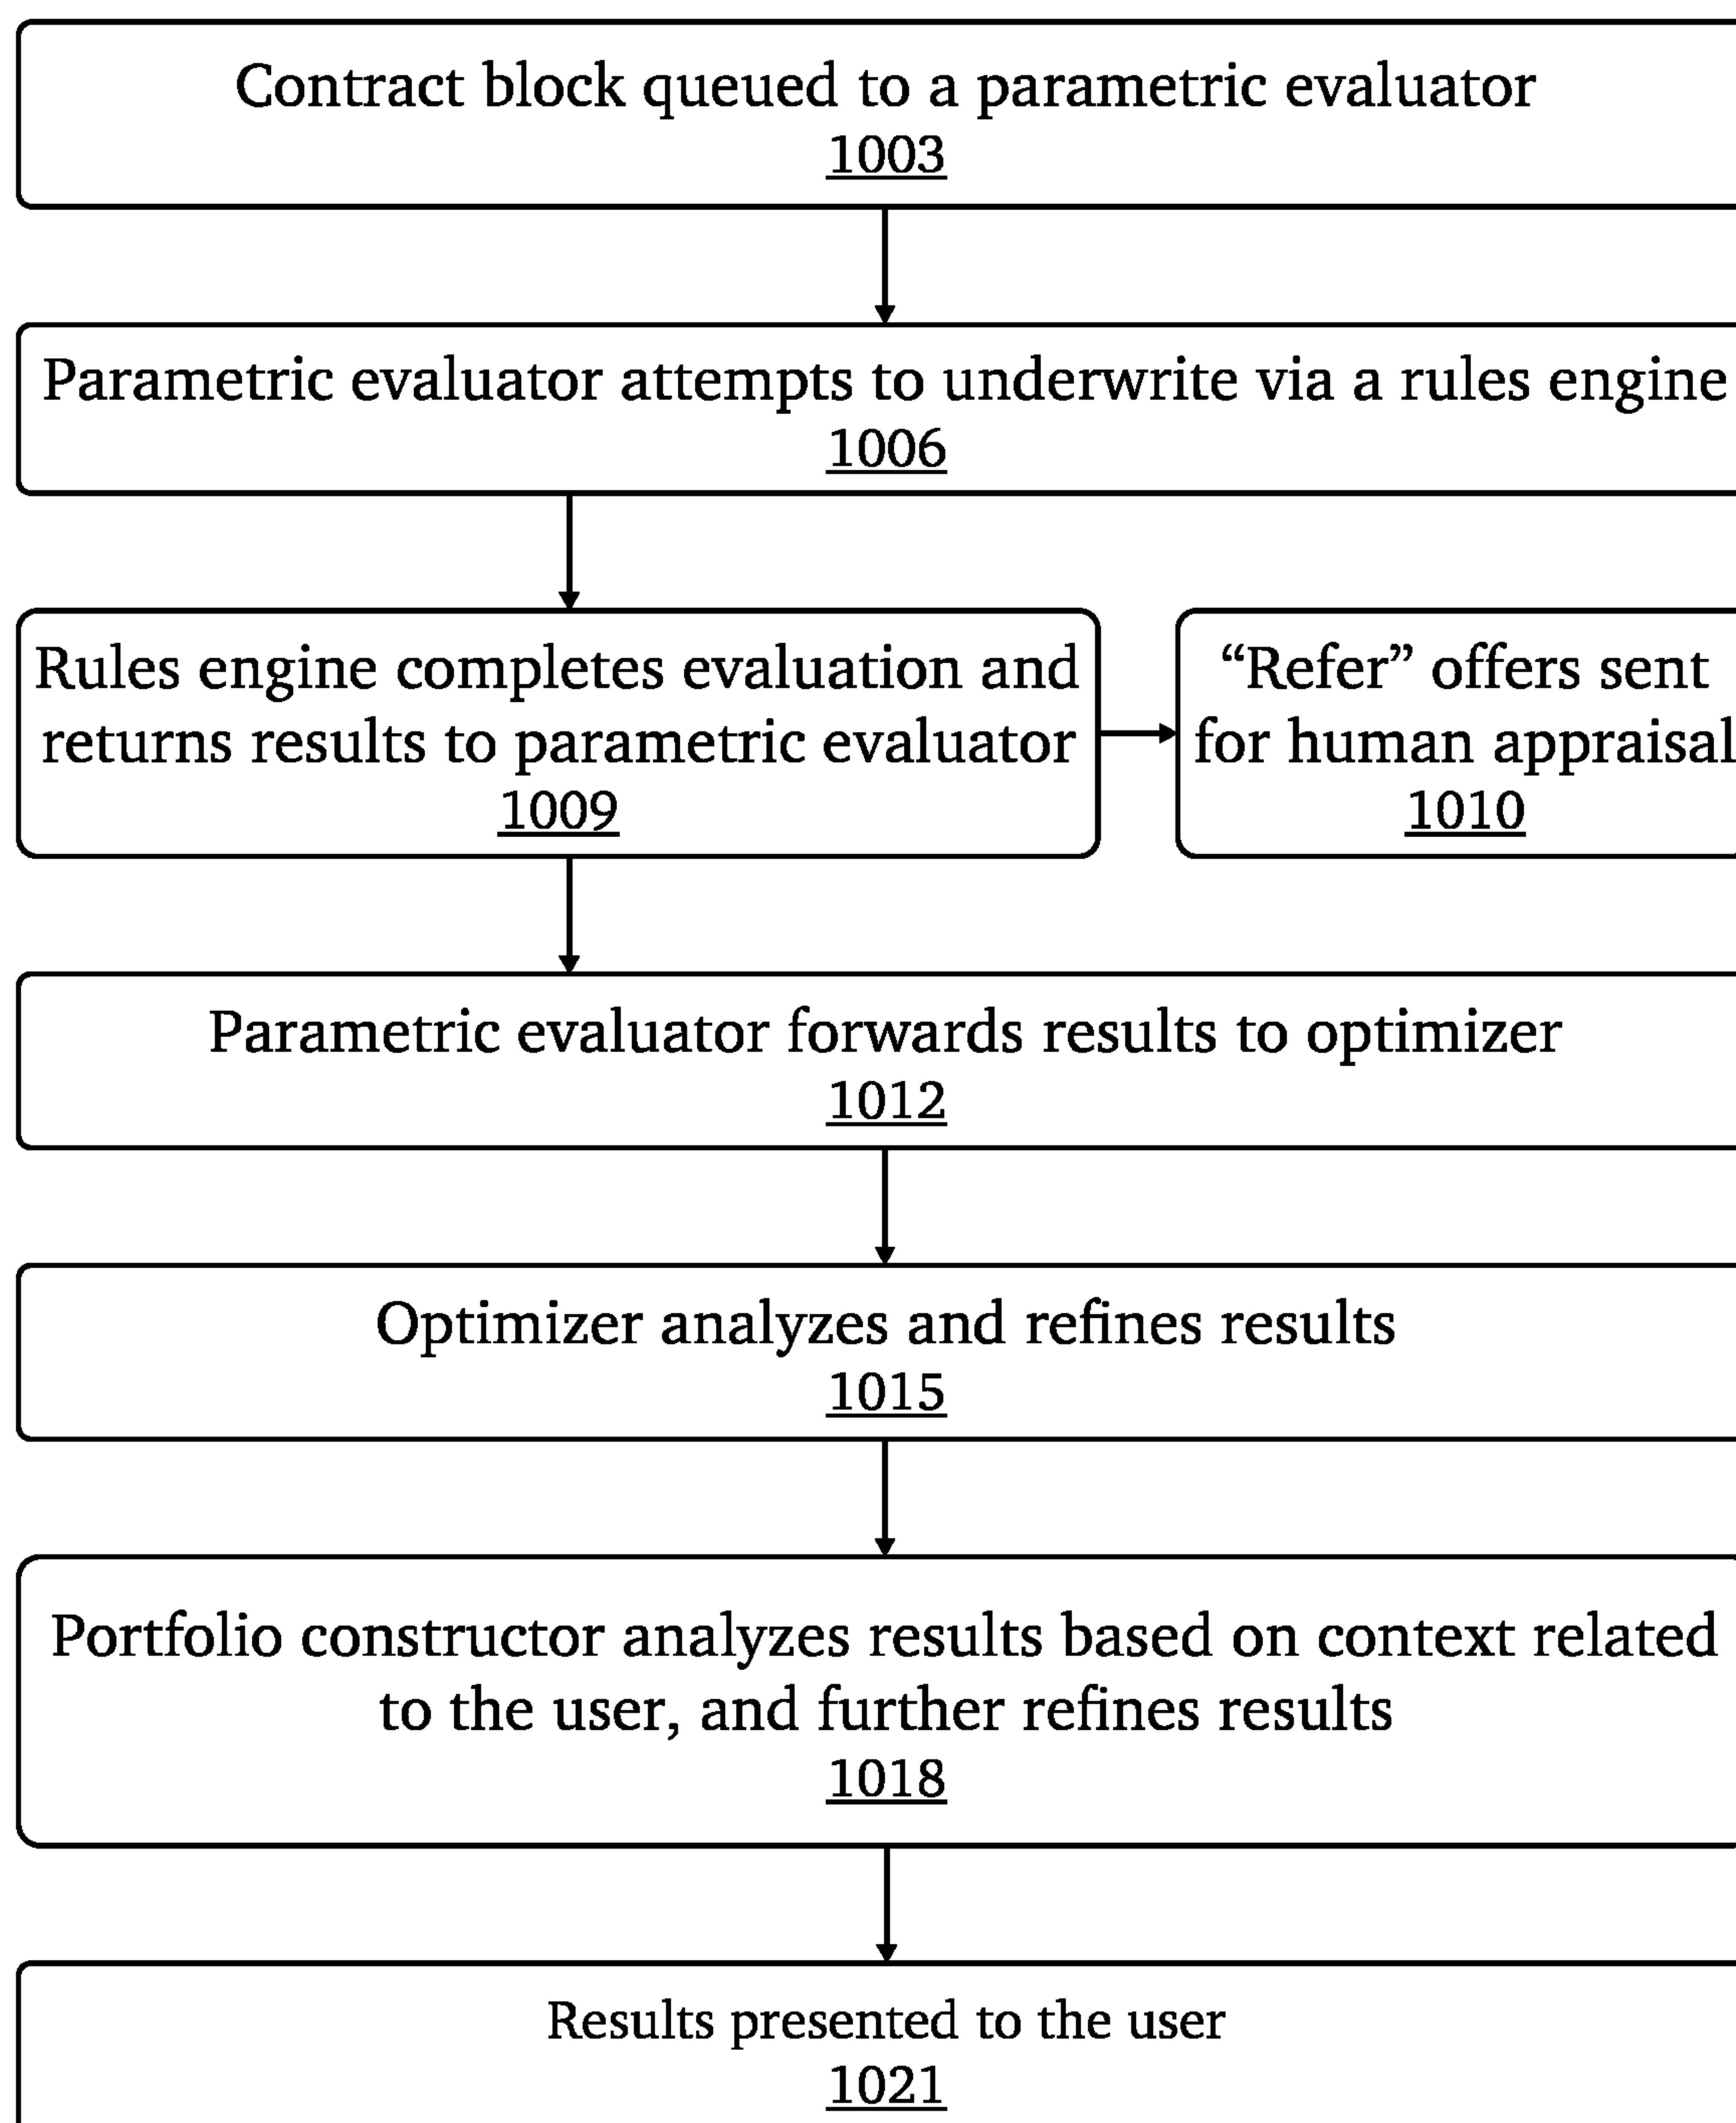 Contract block queued to a parametric evaluator
1003
Parametric evaluator attempts to underwrite via a rules engine
1006
Rules engine completes evaluation and
returns results to parametric evaluator
1009
“Refer” offers sent
for human appraisal
1010
Parametric evaluator forwards results to optimizer
1012
Optimizer analyzes and refines results
1015
Portfolio constructor analyzes results based on context related
to the user, and further refines results
1018
Results presented to the user
1021